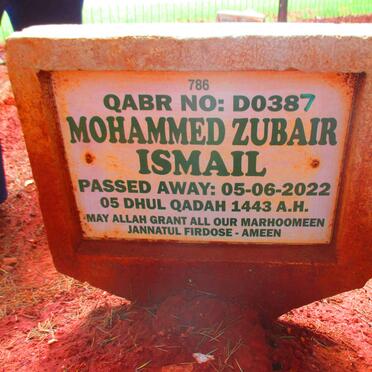 786
QABR NO: D0387
MOHAMMED ZUBAIR
ISMAIL
PASSED AWAY: 05-06-2022
05 DHUL QADAH 1443 A.H.
MAY ALLAH GRANT ALL OUR MARHOOMEEN
JANNATUL FIRDOSE - AMEEN